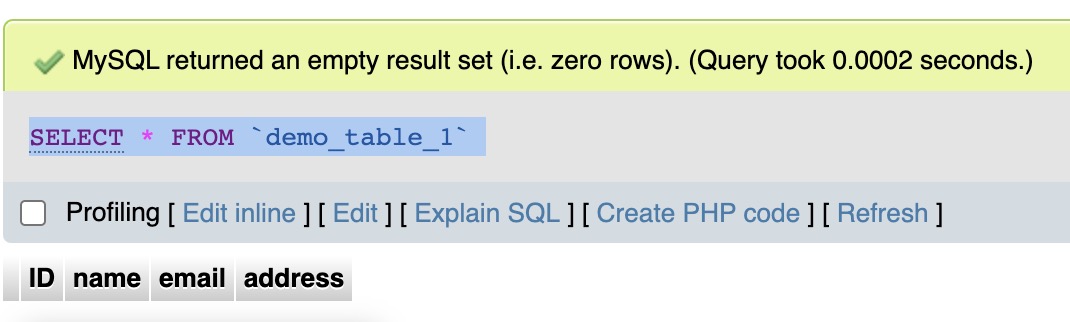 MySQL returned an empty result set (i.e. zero rows). (Query took 0.0002 seconds.)
SELECT * FROM `demo_table_1`
Profiling [ Edit inline ] [ Edit ] [ Explain SQL ] [ Create PHP code ] [ Refresh ]
ID name email address